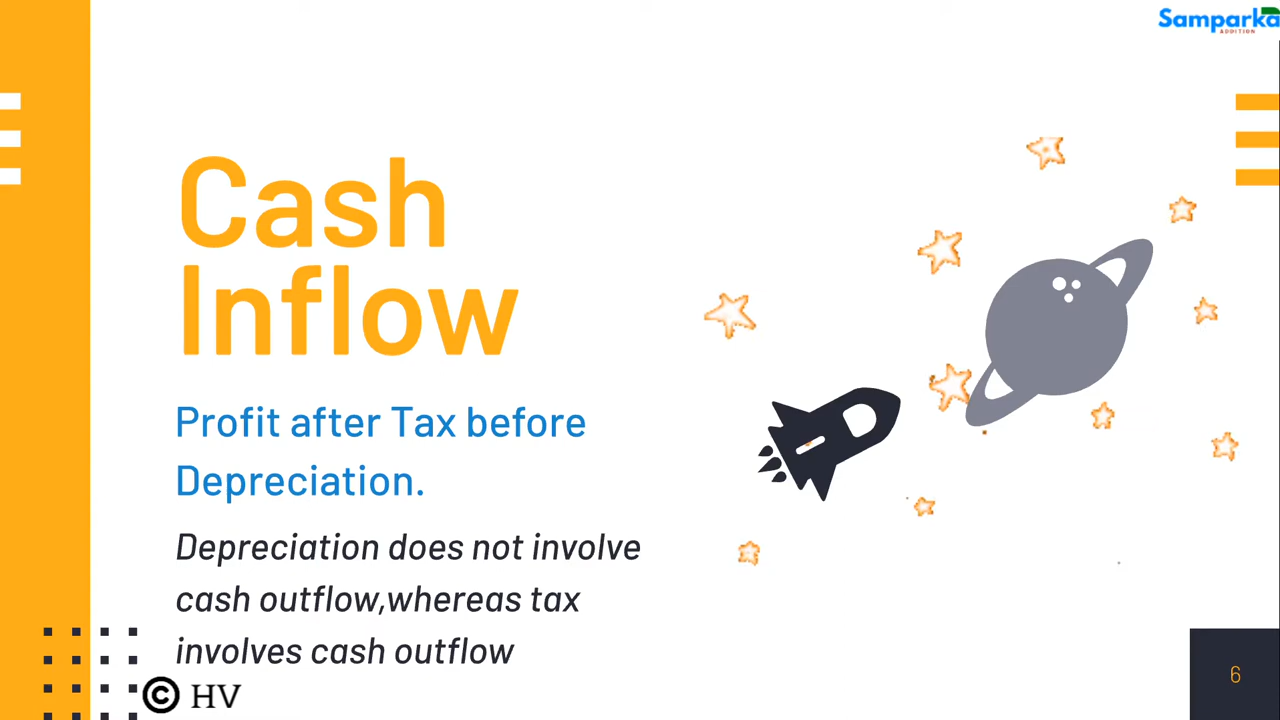 Samparka
ADDITION
Cash
Inflow
Profit after Tax before
Depreciation.
Depreciation does not involve
cash outflow,whereas tax
involves cash outflow
© HV
6